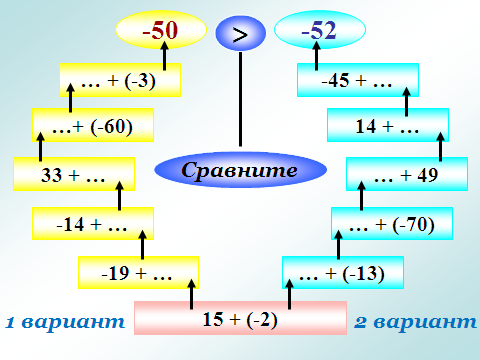 -50 > -52
… + (-3) -45 + …
…+ (-60) 14 + …
Сравните
33 + … … + 49
-14 + … … + (-70)
-19 + … … + (-13)
1 вариант 15 + (-2) 2 вариант